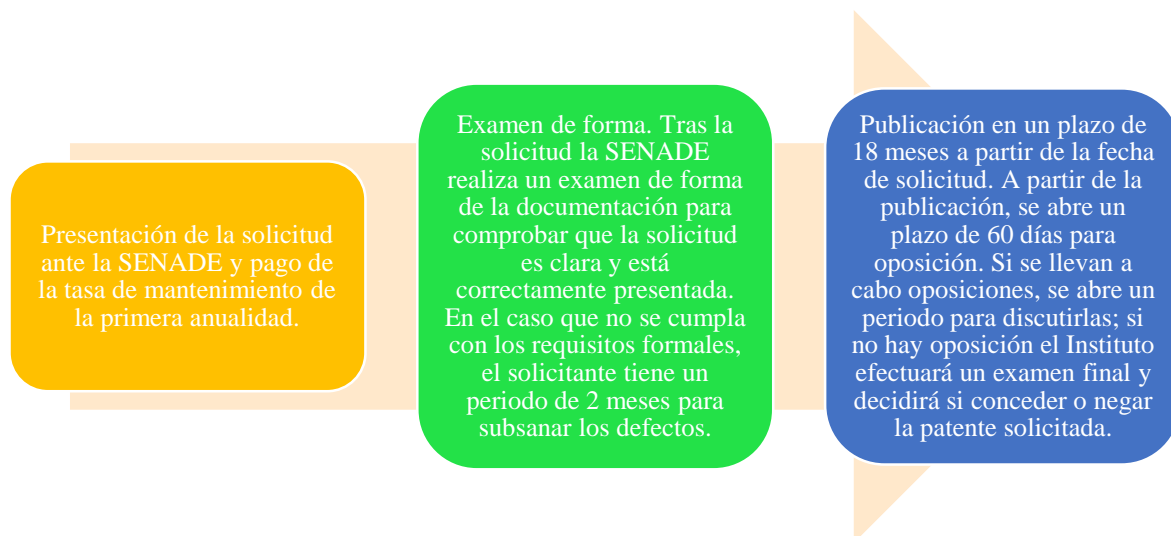 Presentación de la solicitud
ante la SENADE y pago de
la tasa de mantenimiento de
la primera anualidad.
Examen de forma. Tras la
solicitud la SENADE
realiza un examen de forma
de la documentación para
comprobar que la solicitud
es clara y está
correctamente presentada.
En el caso que no se cumpla
con los requisitos formales,
el solicitante tiene un
periodo de 2 meses para
subsanar los defectos.
Publicación en un plazo de
18 meses a partir de la fecha
de solicitud. A partir de la
publicación, se abre un
plazo de 60 días para
oposición. Si se llevan a
cabo oposiciones, se abre un
periodo para discutirlas; si
no hay oposición el Instituto
efectuará un examen final y
decidirá si conceder o negar
la patente solicitada.